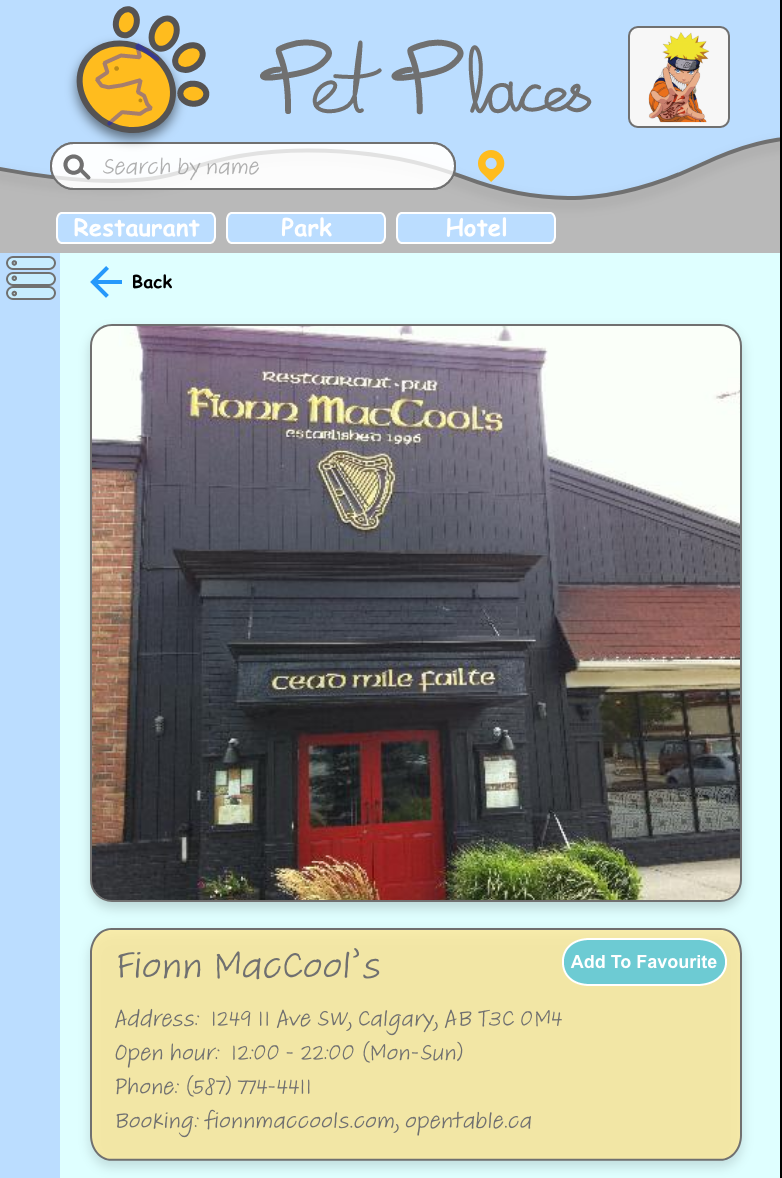 Pet Places
Search by name
Restaurant Park Hotel
Back
RESTAURANT · PUB
Fionn MacCool's
ESTABLISHED 1996
CEAD MILE FAILTE
Fionn MacCool's
Add To Favourite
Address: 1249 11 Ave SW, Calgary, AB T3C 0M4
Open hour: 12:00 - 22:00 (Mon-Sun)
Phone: (587) 774-4411
Booking: fionnmaccools.com, opentable.ca